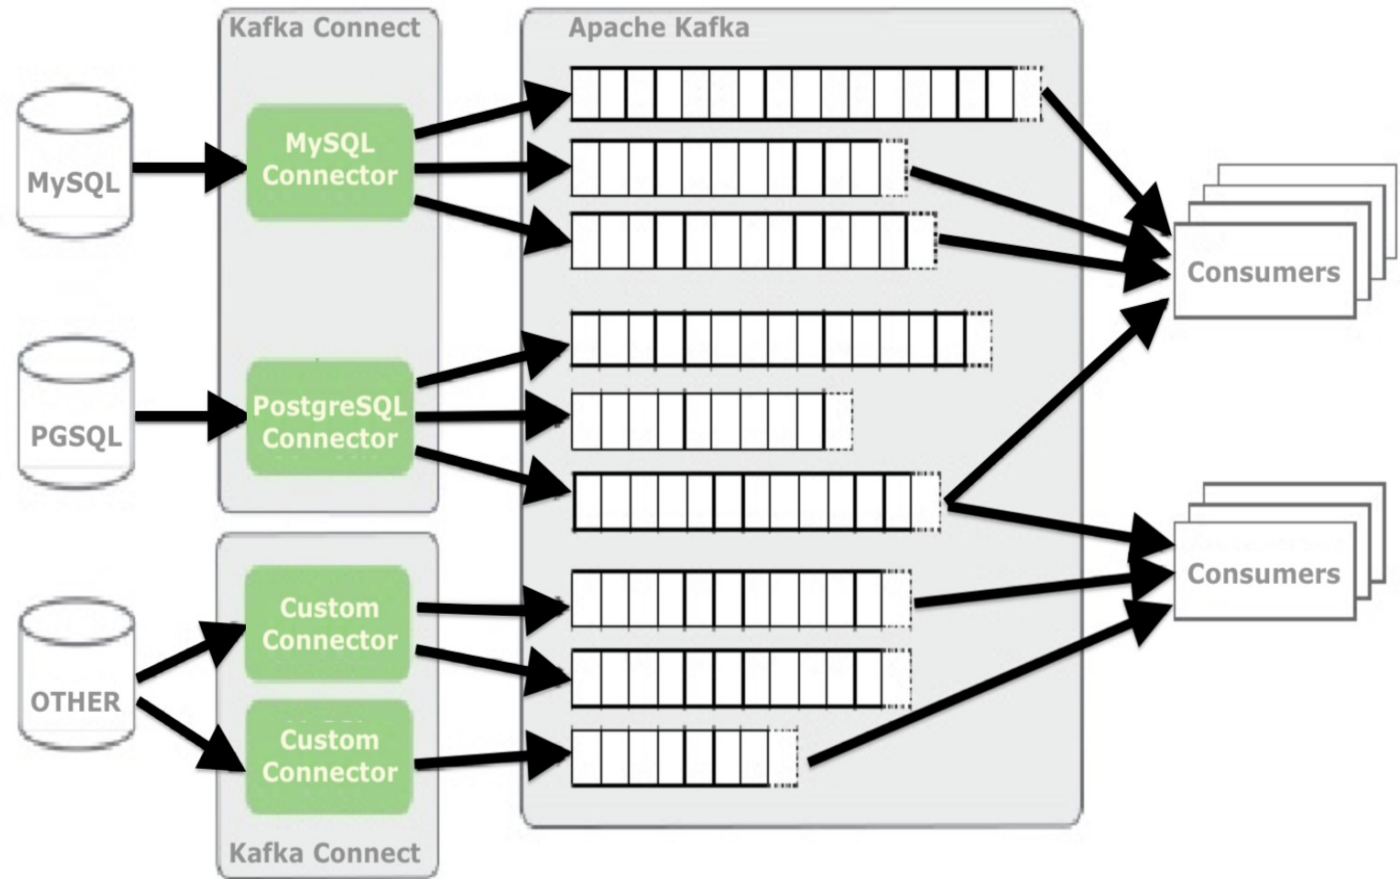 Kafka Connect
Apache Kafka
MySQL
MySQL
Connector
PGSQL
PostgreSQL
Connector
OTHER
Custom
Connector
Custom
Connector
Kafka Connect
Consumers
Consumers